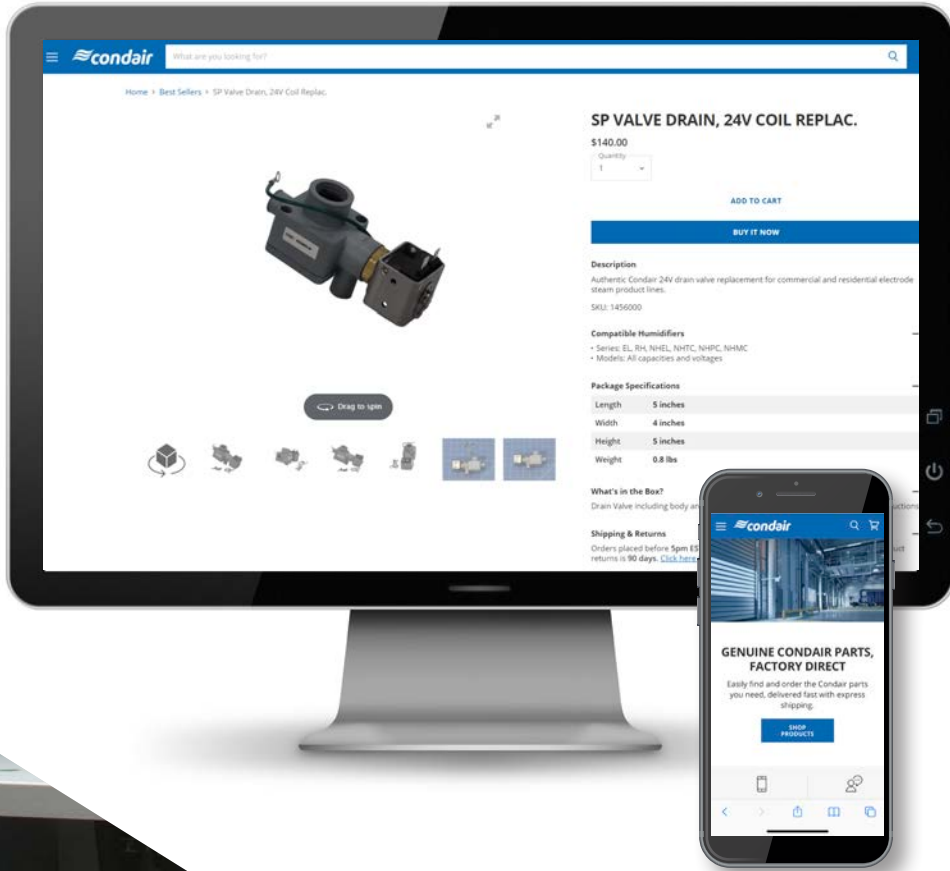 condair
What are you looking for?
Home > Best Sellers > SP Valve Drain, 24V Coil Replac.
SP VALVE DRAIN, 24V COIL REPLAC.
$140.00
Quantity
1
ADD TO CART
BUY IT NOW
Description
Authentic Condair 24V drain valve replacement for commercial and residential electrode
steam product lines.
SKU: 1456000
Compatible Humidifiers
• Series: EL, RH, NHEL, NHTC, NHPC, NHMC
• Models: All capacities and voltages
Package Specifications
Length 5 inches
Width 4 inches
Height 5 inches
Weight 0.8 lbs
Drag to spin
What's in the Box?
Drain Valve including body
Shipping & Returns
Orders placed before 5pm
returns is 90 days. Click here
condair
GENUINE CONDAIR PARTS,
FACTORY DIRECT
Easily find and order the Condair parts
you need, delivered fast with express
shipping.
SHOP
PRODUCTS